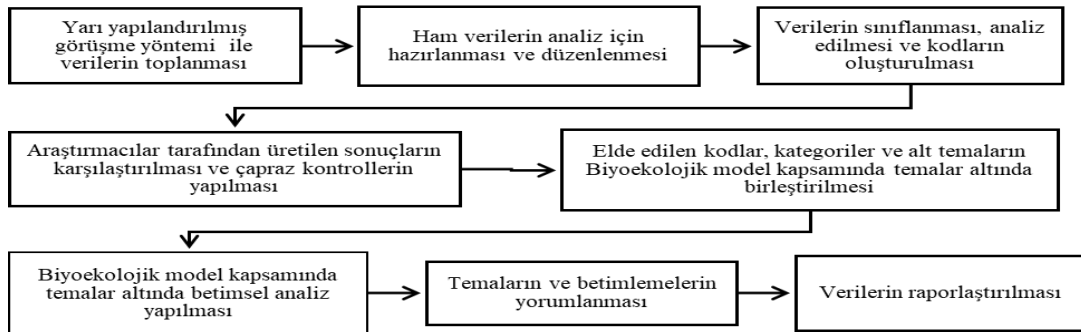 Yarı yapılandırılmış
görüşme yöntemi ile
verilerin toplanması
Ham verilerin analiz için
hazırlanması ve düzenlenmesi
Verilerin sınıflanması, analiz
edilmesi ve kodların
oluşturulması
Araştırmacılar tarafından üretilen sonuçların
karşılaştırılması ve çapraz kontrollerin
yapılması
Elde edilen kodlar, kategoriler ve alt temaların
Biyoekolojik model kapsamında temalar altında
birleştirilmesi
Biyoekolojik model kapsamında
temalar altında betimsel analiz
yapılması
Temaların ve betimlemelerin
yorumlanması
Verilerin raporlaştırılması